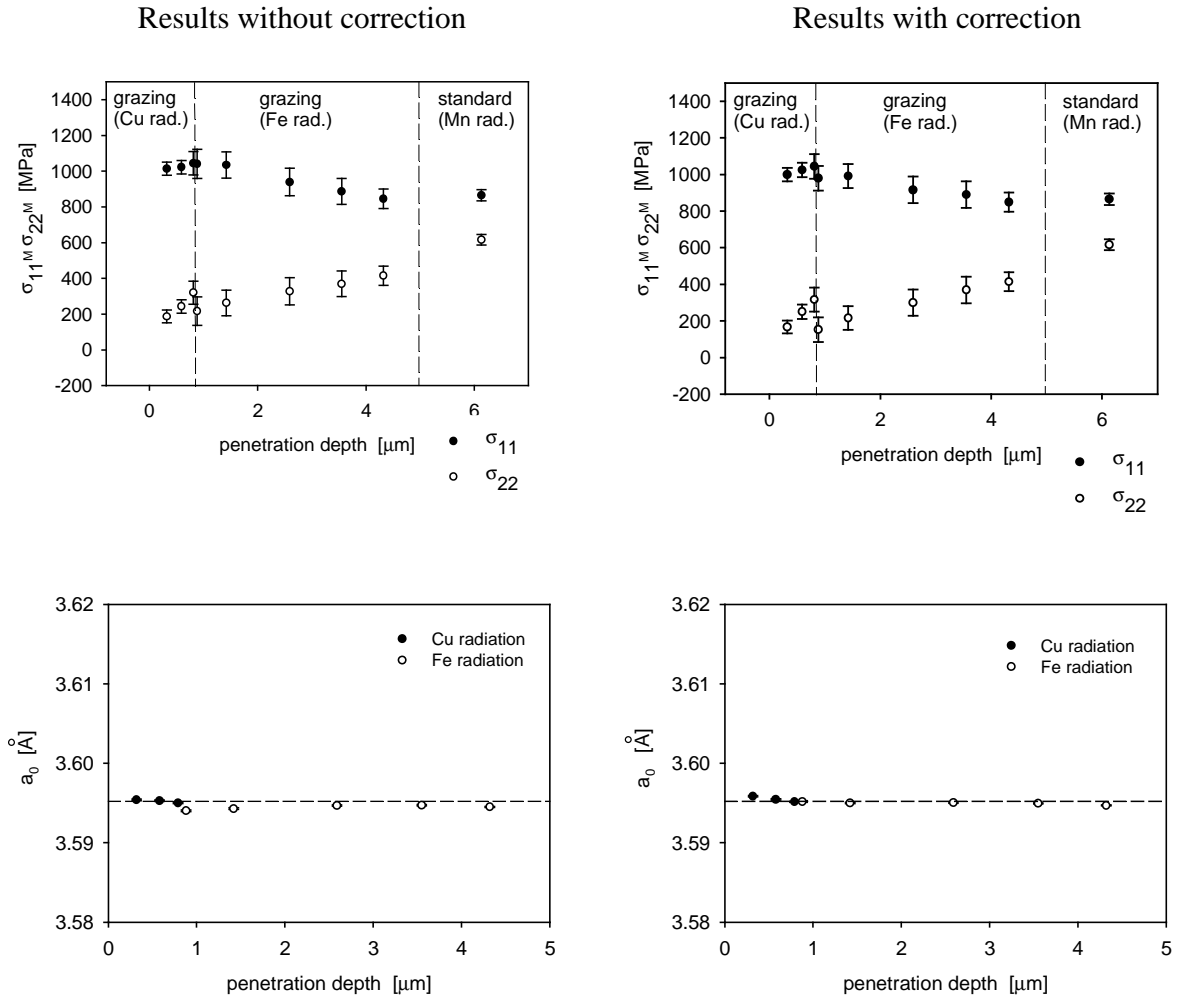 Results without correction
Results with correction
grazing
(Cu rad.)
grazing
(Fe rad.)
standard
(Mn rad.)
1400
1200
1000
800
600
400
200
0
-200
σ11M σ22M [MPa]
0 2 4 6
penetration depth [μm]
σ11
σ22
grazing
(Cu rad.)
grazing
(Fe rad.)
standard
(Mn rad.)
1400
1200
1000
800
600
400
200
0
-200
σ11M σ22M [MPa]
0 2 4 6
penetration depth [μm]
σ11
σ22
3.62
3.61
3.60
3.59
3.58
a0 [Å]
Cu radiation
Fe radiation
0 1 2 3 4 5
penetration depth [μm]
3.62
3.61
3.60
3.59
3.58
a0 [Å]
Cu radiation
Fe radiation
0 1 2 3 4 5
penetration depth [μm]